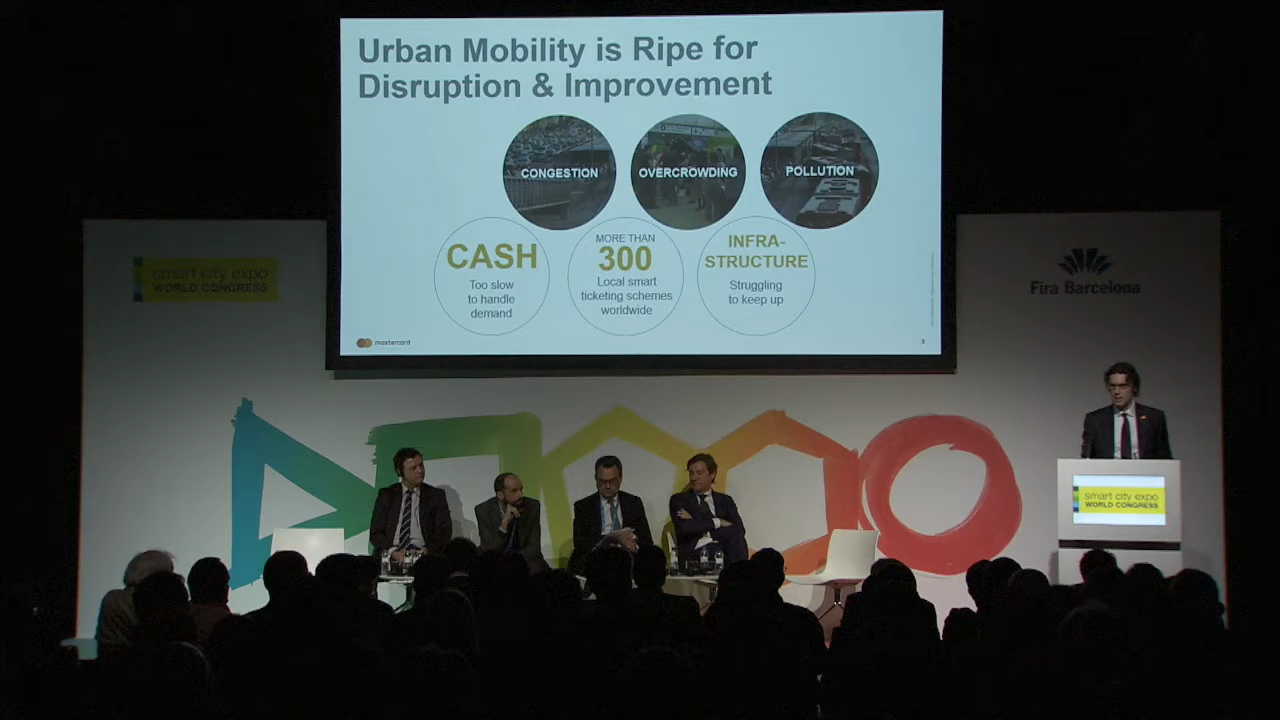 Urban Mobility is Ripe for
Disruption & Improvement
CONGESTION
OVERCROWDING
POLLUTION
CASH
Too slow
to handle
demand
MORE THAN
300
Local smart
ticketing schemes
worldwide
INFRA-
STRUCTURE
Struggling
to keep up
mastercard
3
smart city expo
WORLD CONGRESS
Fira Barcelona
smart city expo
WORLD CONGRESS